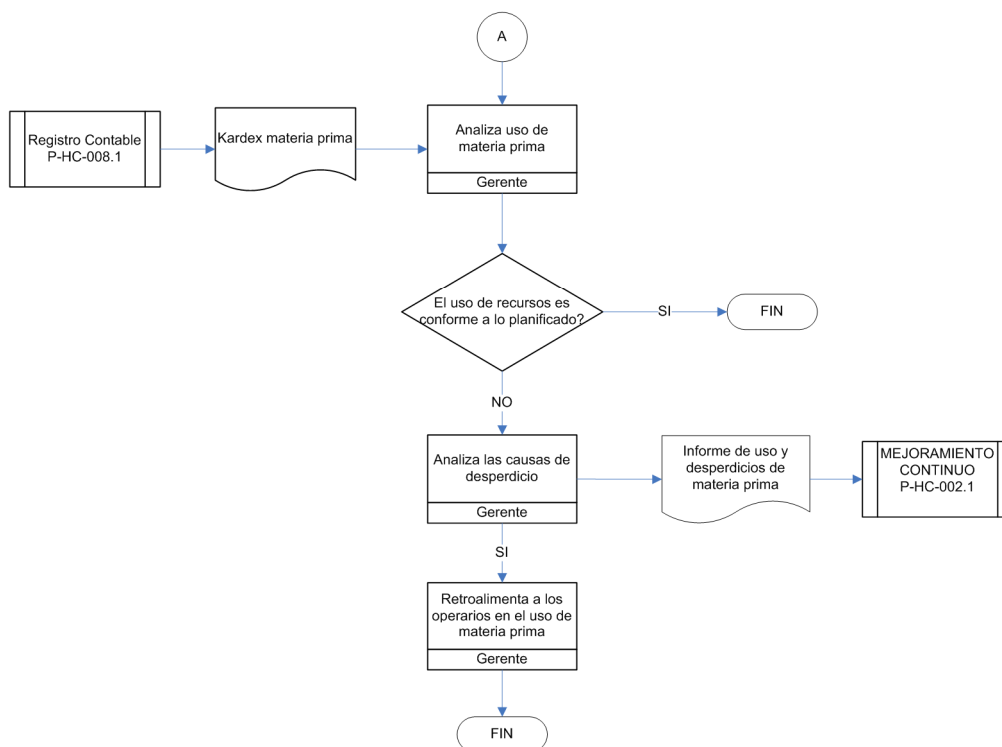 A
Registro Contable
P-HC-008.1
Kardex materia prima
Analiza uso de
materia prima
Gerente
El uso de recursos es
conforme a lo planificado?
SI
FIN
NO
Analiza las causas de
desperdicio
Gerente
Informe de uso y
desperdicios de
materia prima
MEJORAMIENTO
CONTINUO
P-HC-002.1
SI
Retroalimenta a los
operarios en el uso de
materia prima
Gerente
FIN